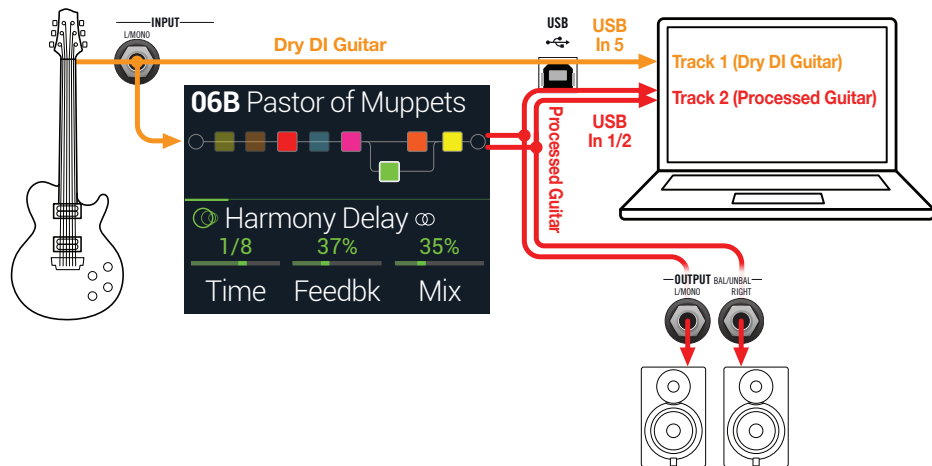 INPUT
L/MONO
Dry DI Guitar
USB
USB
In 5
Track 1 (Dry DI Guitar)
Track 2 (Processed Guitar)
USB
In 1/2
Processed Guitar
06B Pastor of Muppets
Harmony Delay
1/8 37% 35%
Time Feedbk Mix
OUTPUT BAL/UNBAL
L/MONO RIGHT